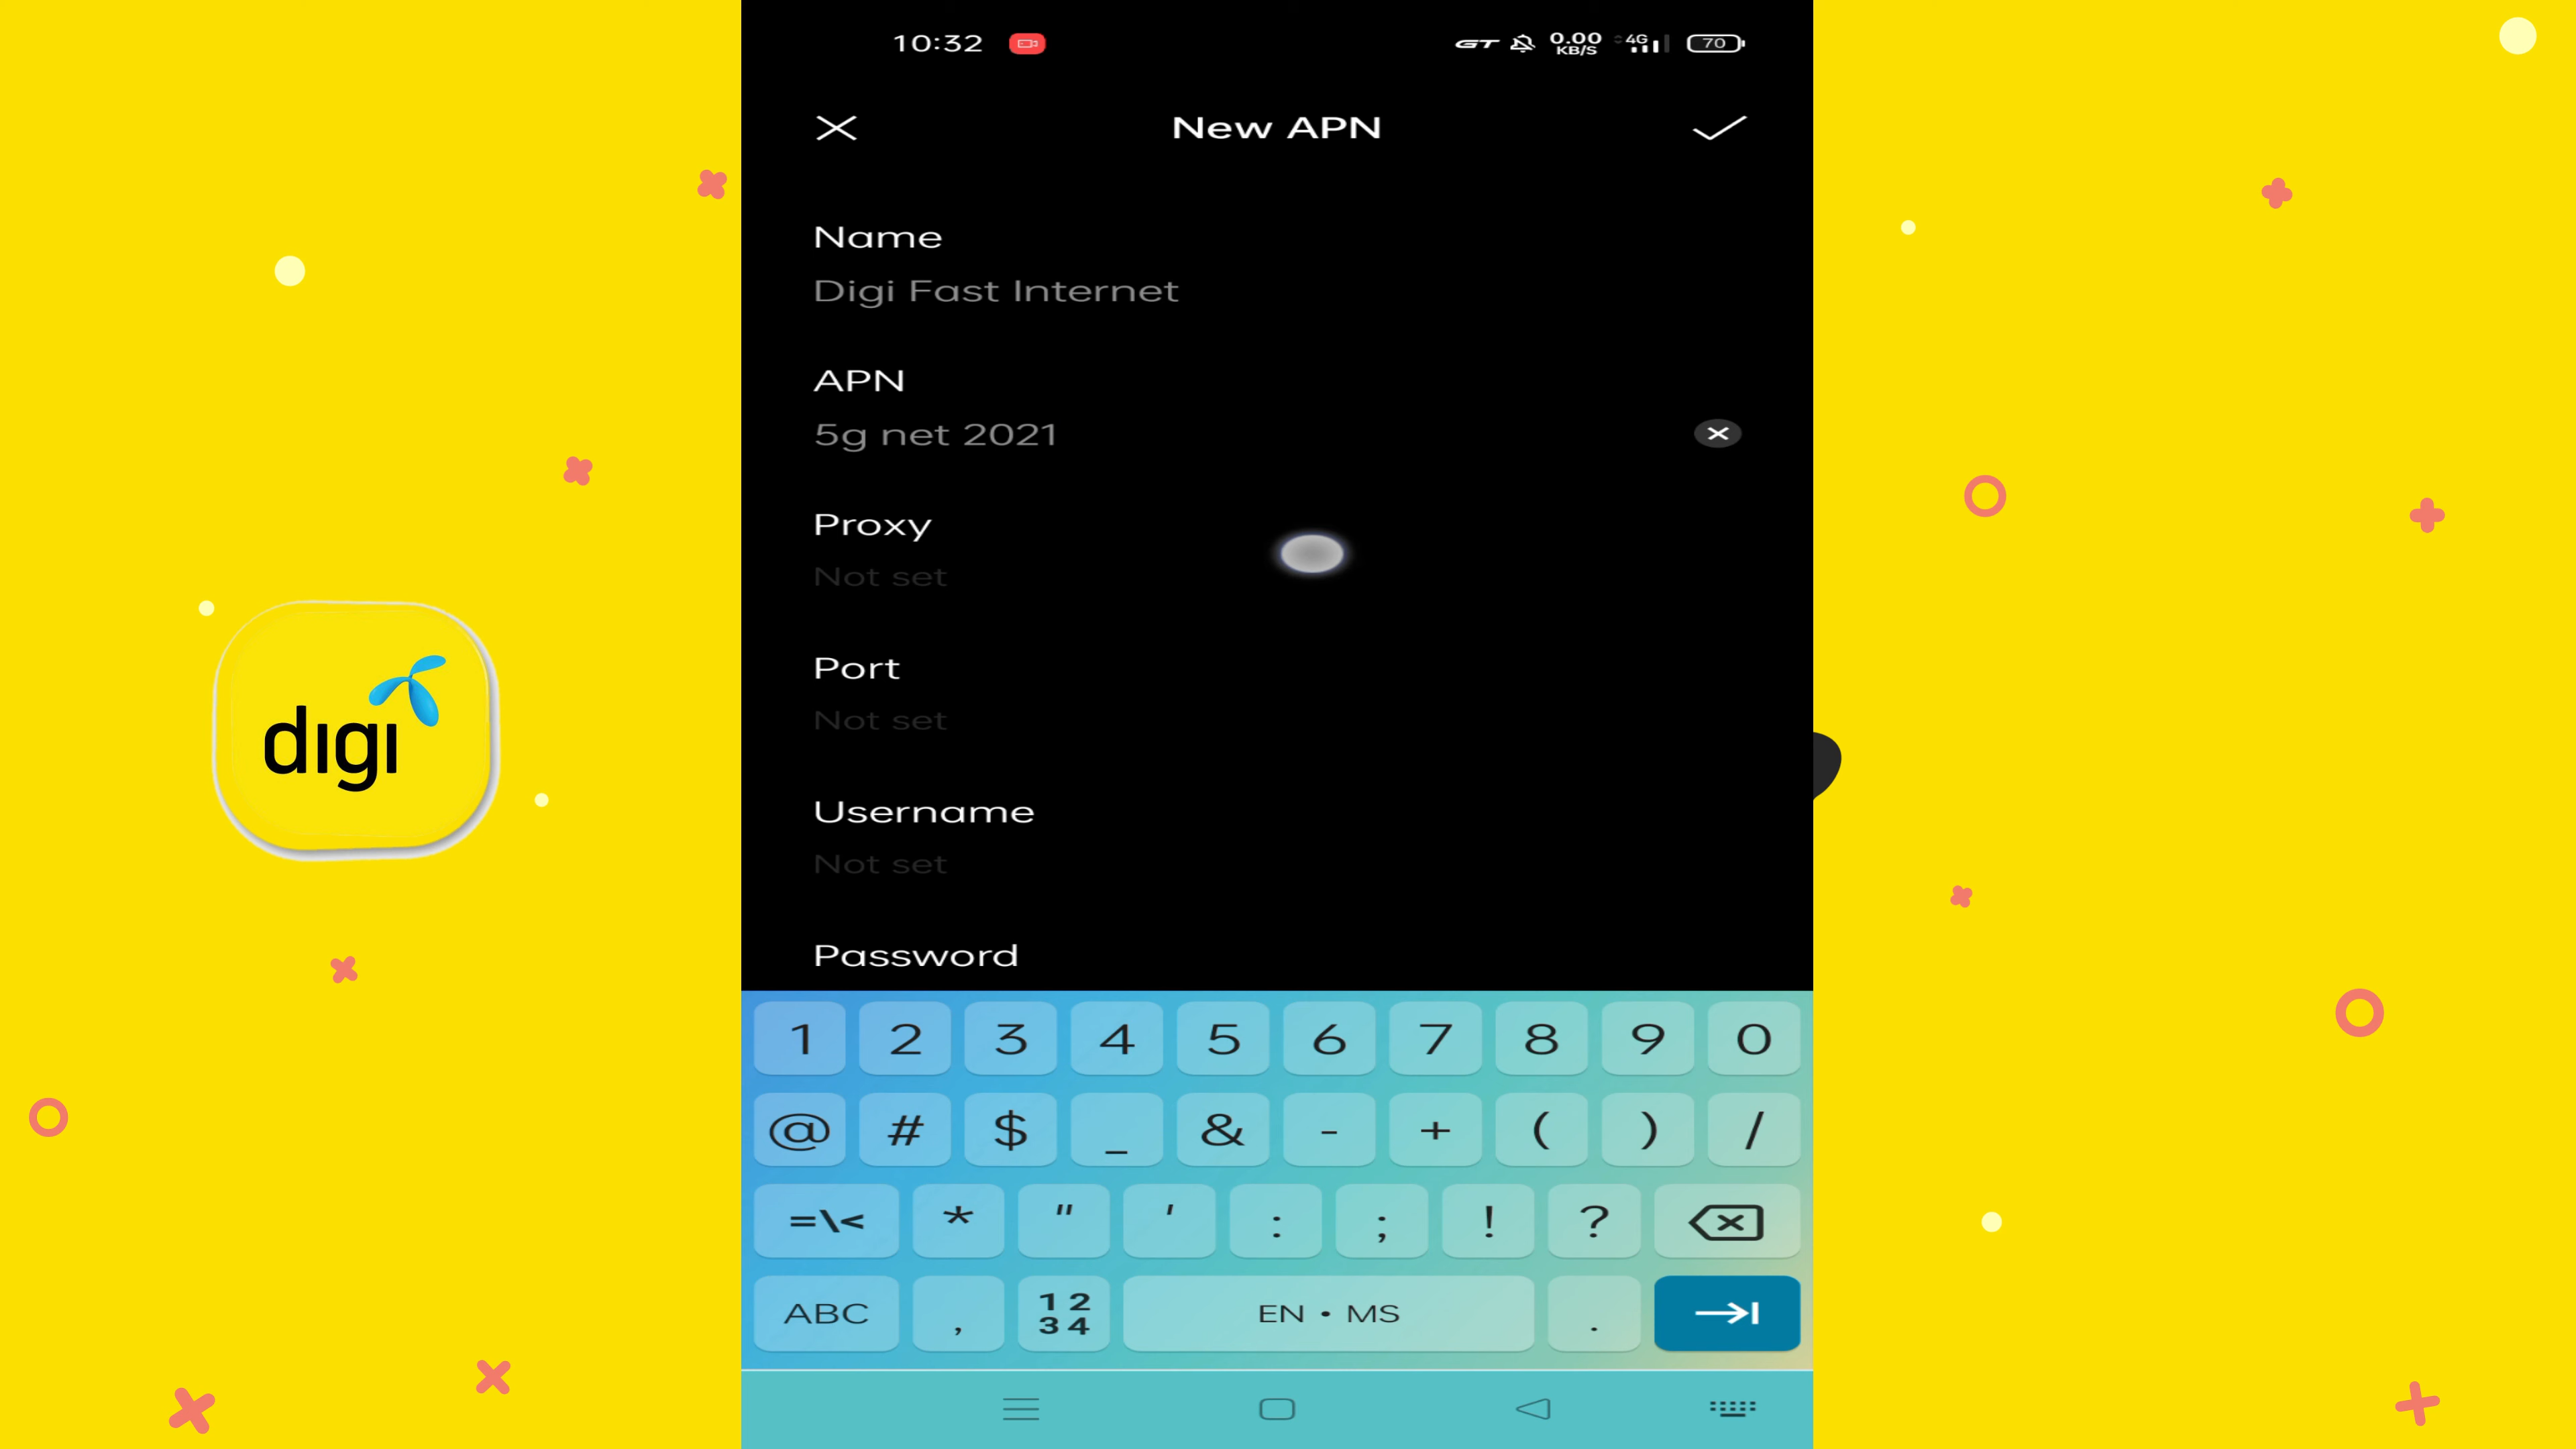 10:32
GT 0.00 KB/S 4G 70
New APN
Name
Digi Fast Internet
APN
5g net 2021
Proxy
Not set
Port
Not set
Username
Not set
Password
digi
1 2 3 4 5 6 7 8 9 0
@ # $ _ & - + ( ) /
=\< * " ' : ; ! ?
ABC , 12 34 EN • MS .